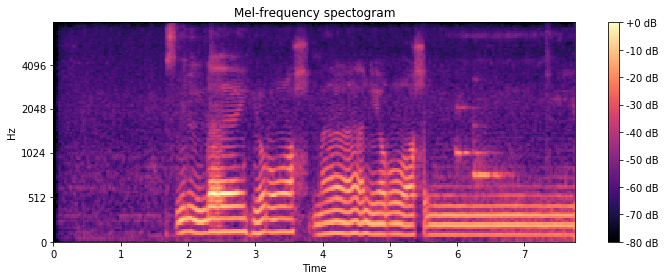 Mel-frequency spectogram
Hz
4096
2048
1024
512
0
0 1 2 3 4 5 6 7
Time
+0 dB
-10 dB
-20 dB
-30 dB
-40 dB
-50 dB
-60 dB
-70 dB
-80 dB